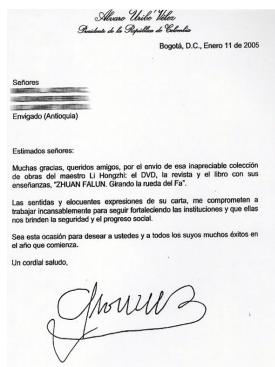 Alvaro Uribe Vélez
Presidente de la República de Colombia
Bogotá, D.C., Enero 11 de 2005
Señores
Envigado (Antioquia)
Estimados señores:
Muchas gracias, queridos amigos, por el envío de esa inapreciable colección
de obras del maestro Li Hongzhi: el DVD, la revista y el libro con sus
enseñanzas, "ZHUAN FALUN. Girando la rueda del Fa".
Las sentidas y elocuentes expresiones de su carta, me comprometen a
trabajar incansablemente para seguir fortaleciendo las instituciones y que ellas
nos brinden la seguridad y el progreso social.
Sea esta ocasión para desear a ustedes y a todos los suyos muchos éxitos en
el año que comienza.
Un cordial saludo,